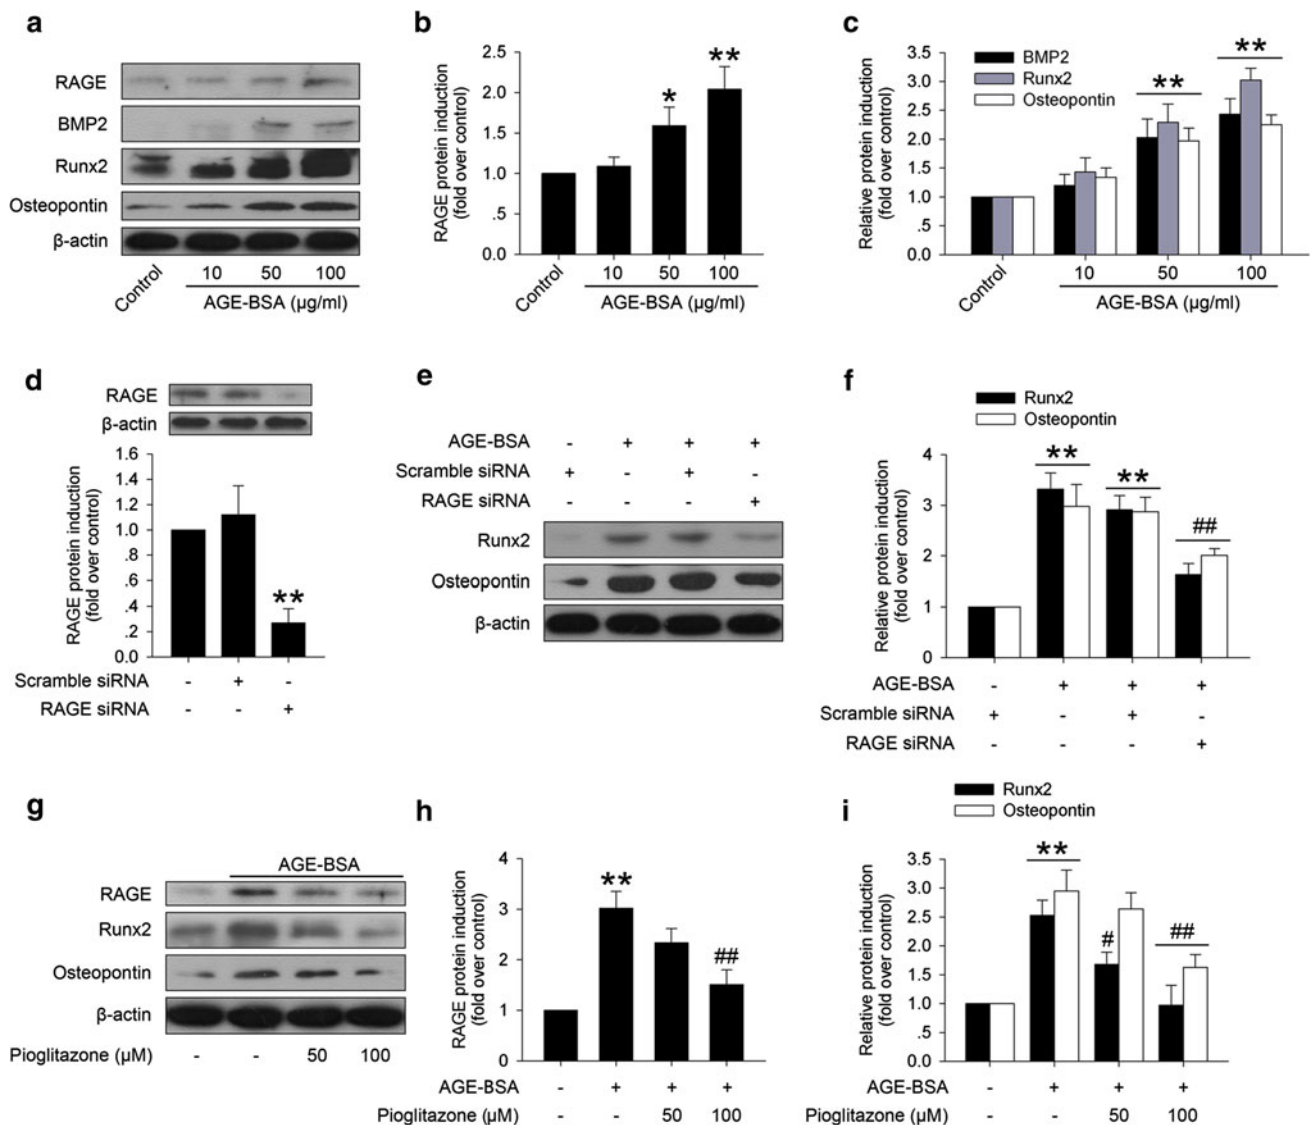 a
RAGE
BMP2
Runx2
Osteopontin
β-actin
Control 10 50 100
AGE-BSA (µg/ml)
b
RAGE protein induction
(fold over control)
2.5
2.0
1.5
1.0
.5
0.0
*
**
Control 10 50 100
AGE-BSA (µg/ml)
c
BMP2
Runx2
Osteopontin
Relative protein induction
(fold over control)
3.5
3.0
2.5
2.0
1.5
1.0
.5
0
**
**
Control 10 50 100
AGE-BSA (µg/ml)
d
RAGE
β-actin
RAGE protein induction
(fold over control)
1.6
1.4
1.2
1.0
.8
.6
.4
.2
0.0
**
Scramble siRNA - + -
RAGE siRNA - - +
e
AGE-BSA - + + +
Scramble siRNA + - + -
RAGE siRNA - - - +
Runx2
Osteopontin
β-actin
f
Runx2
Osteopontin
Relative protein induction
(fold over control)
4
3
2
1
0
**
**
##
AGE-BSA - + + +
Scramble siRNA + - + -
RAGE siRNA - - - +
g
AGE-BSA
RAGE
Runx2
Osteopontin
β-actin
Pioglitazone (µM) - - 50 100
h
RAGE protein induction
(fold over control)
4
3
2
1
0
**
##
AGE-BSA - + + +
Pioglitazone (µM) - - 50 100
i
Runx2
Osteopontin
Relative protein induction
(fold over control)
3.5
3.0
2.5
2.0
1.5
1.0
.5
0.0
**
#
##
AGE-BSA - + + +
Pioglitazone (µM) - - 50 100